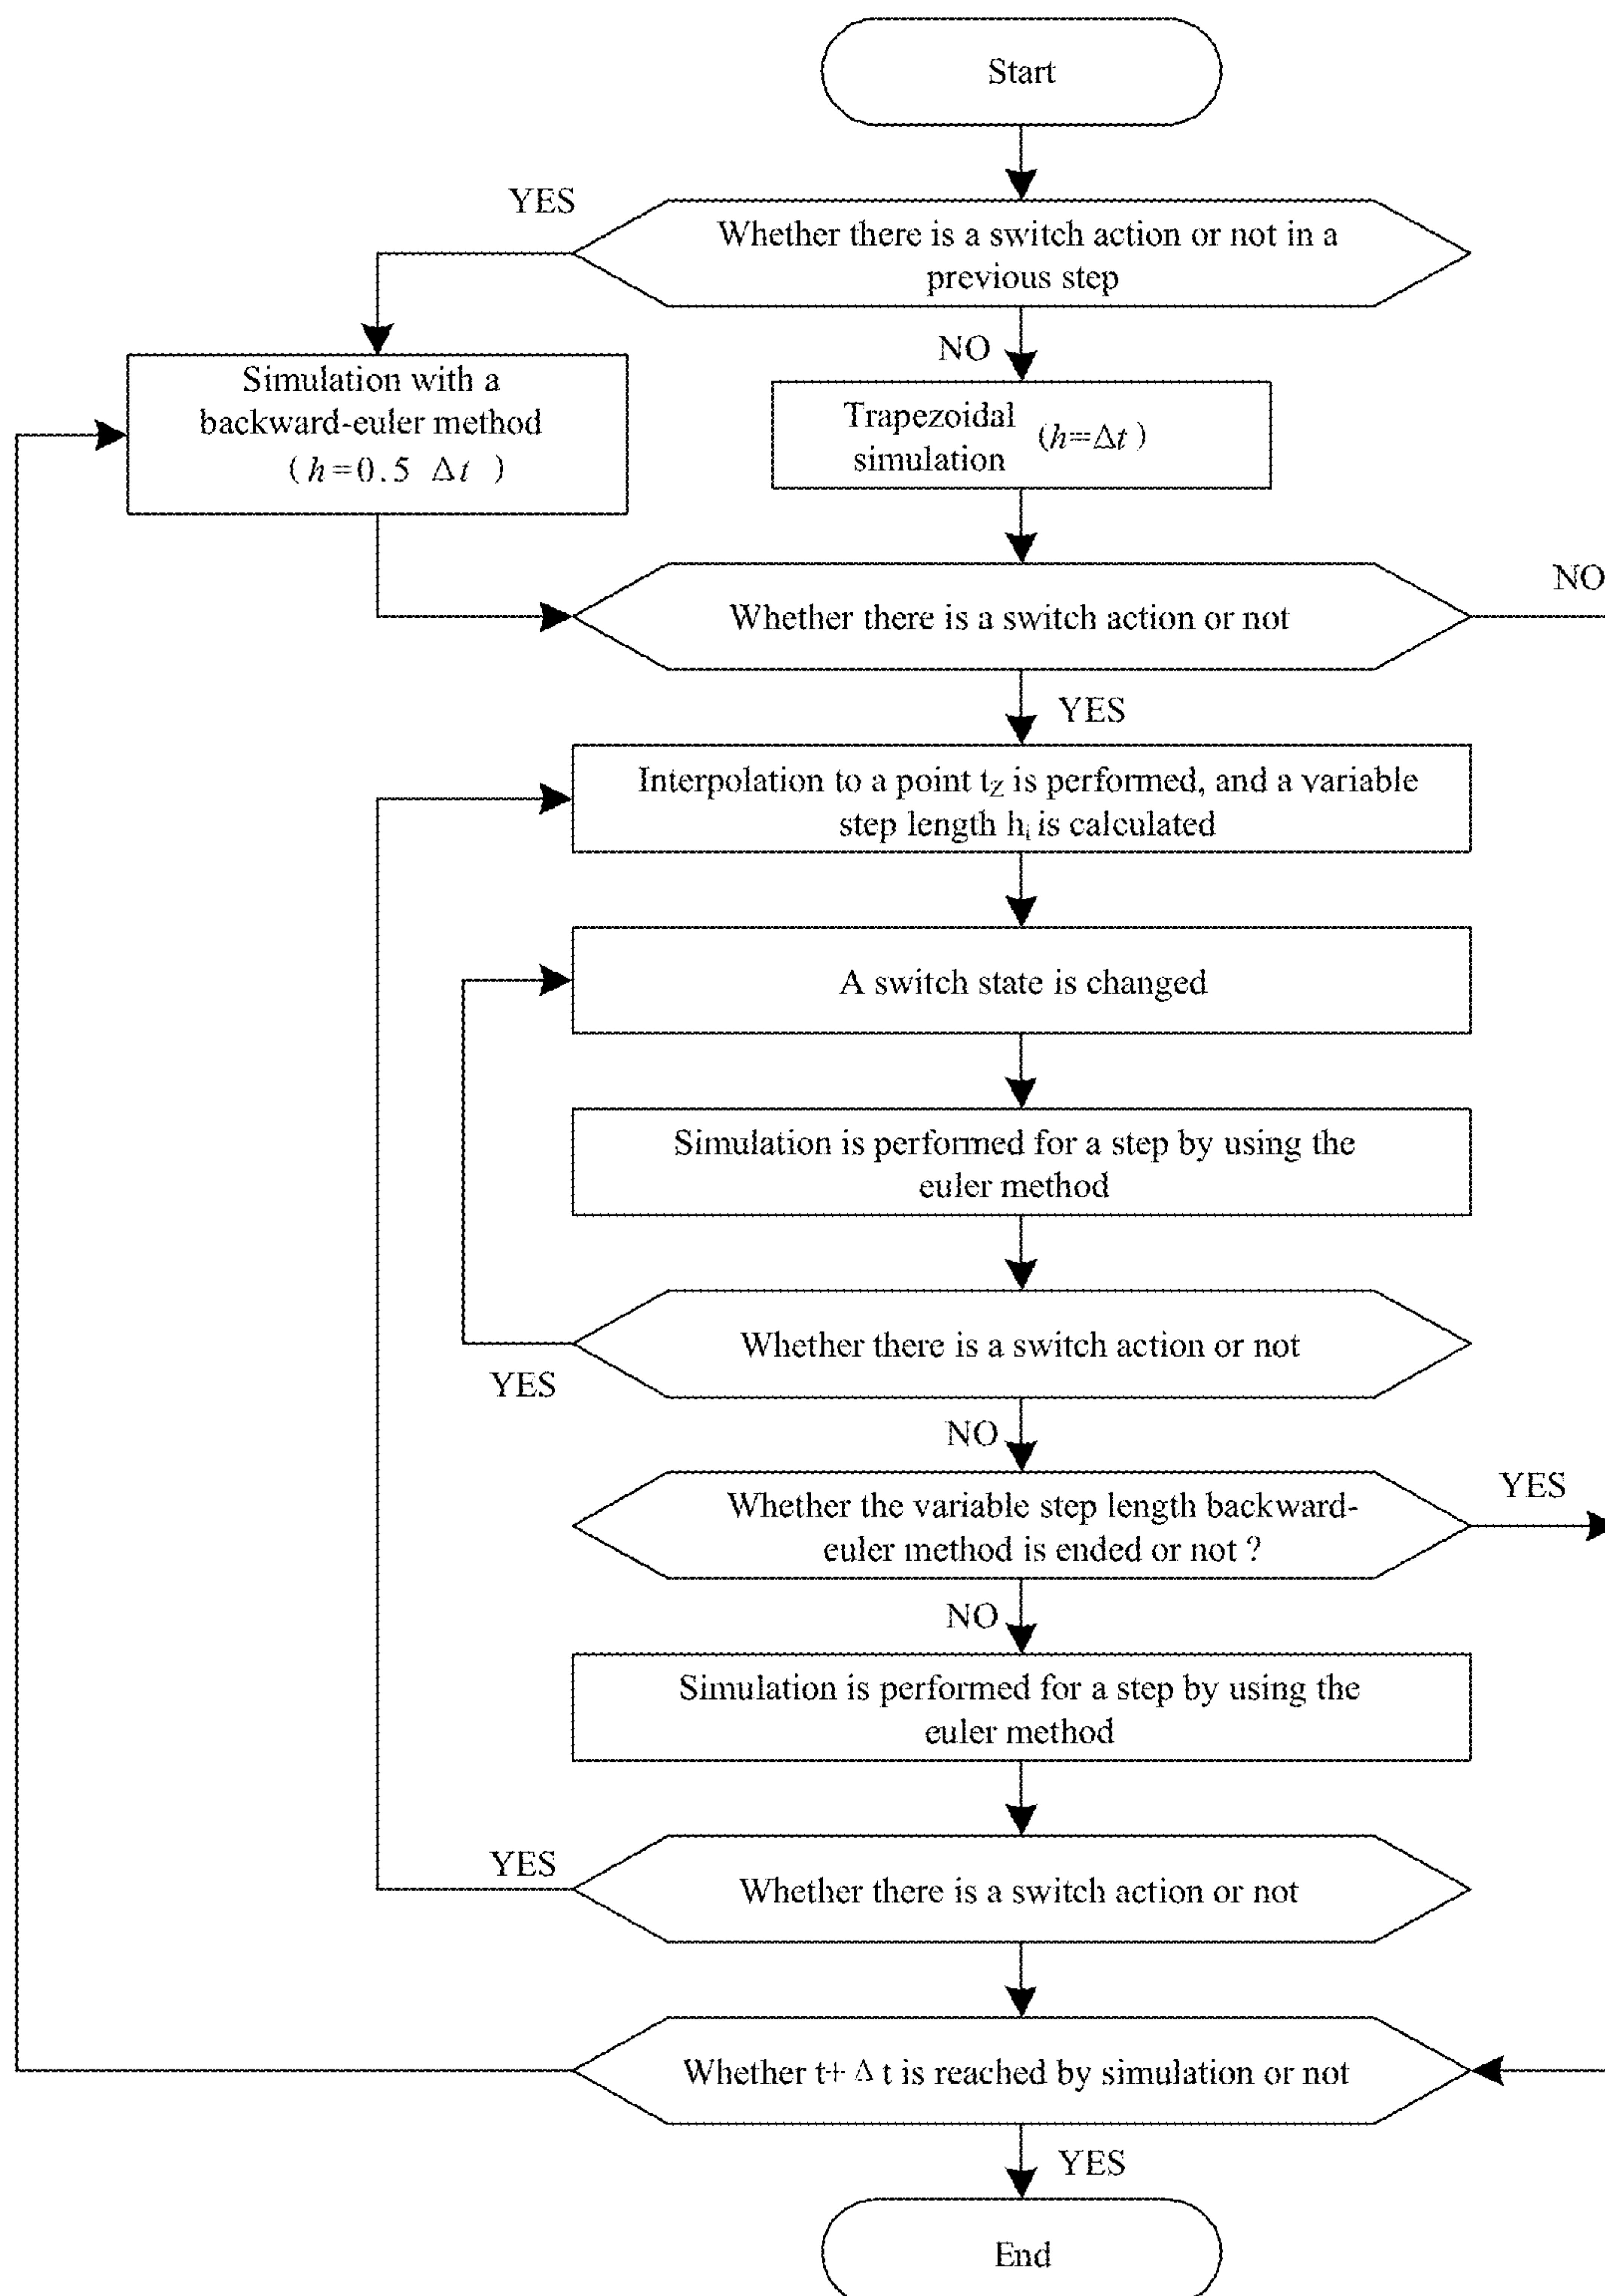 Start
YES
Whether there is a switch action or not in a
previous step
NO
Simulation with a
backward-euler method
( h=0.5 Δt )
Trapezoidal
simulation
(h=Δt )
Whether there is a switch action or not
NO
YES
Interpolation to a point tZ is performed, and a variable
step length hi is calculated
A switch state is changed
Simulation is performed for a step by using the
euler method
Whether there is a switch action or not
YES
NO
Whether the variable step length backward-
euler method is ended or not ?
YES
NO
Simulation is performed for a step by using the
euler method
YES
Whether there is a switch action or not
Whether t+ Δ t is reached by simulation or not
YES
End